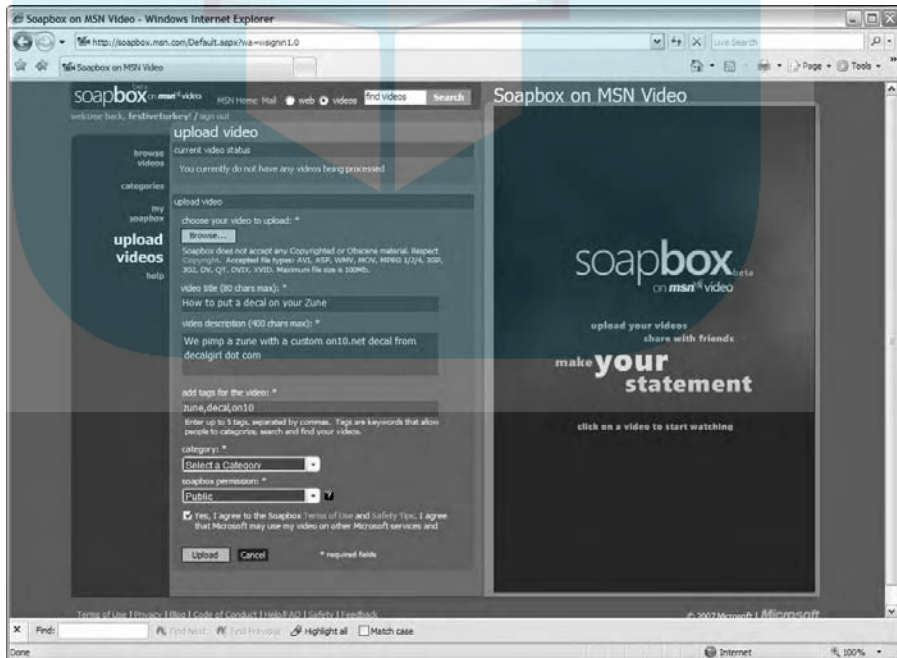 Soapbox on MSN Video - Windows Internet Explorer
http://soapbox.msn.com/Default.aspx?wa=wsignin1.0
Live Search
Soapbox on MSN Video
Page
Tools
soapbox beta on msn video
MSN Home Mail web videos find videos Search
welcome back, festiveturkey! / sign out
upload video
current video status
You currently do not have any videos being processed
browse videos
categories
my soapbox
upload videos
help
upload video
choose your video to upload: *
Browse...
Soapbox does not accept any Copyrighted or Obscene material. Respect
Copyright. Accepted file types: AVI, ASF, WMV, MOV, MPEG 1/2/4, 3GP,
3G2, DV, QT, DIVX, XVID. Maximum file size is 100Mb.
video title (80 chars max): *
How to put a decal on your Zune
video description (400 chars max): *
We pimp a zune with a custom on10.net decal from
decalgirl dot com
add tags for the video: *
zune,decal,on10
Enter up to 5 tags, separated by commas. Tags are keywords that allow
people to categorize, search and find your videos.
category: *
Select a Category
soapbox permission: *
Public
?
Yes, I agree to the Soapbox Terms of Use and Safety Tips. I agree
that Microsoft may use my video on other Microsoft services and
Upload Cancel * required fields
Soapbox on MSN Video
soapbox beta
on msn video
upload your videos
share with friends
make your
statement
click on a video to start watching
Terms of Use | Privacy | Blog | Code of Conduct | Help/FAQ | Safety | Feedback
© 2007 Microsoft | Microsoft
Find: Find Next Find Previous Highlight all Match case
Done
Internet
100%